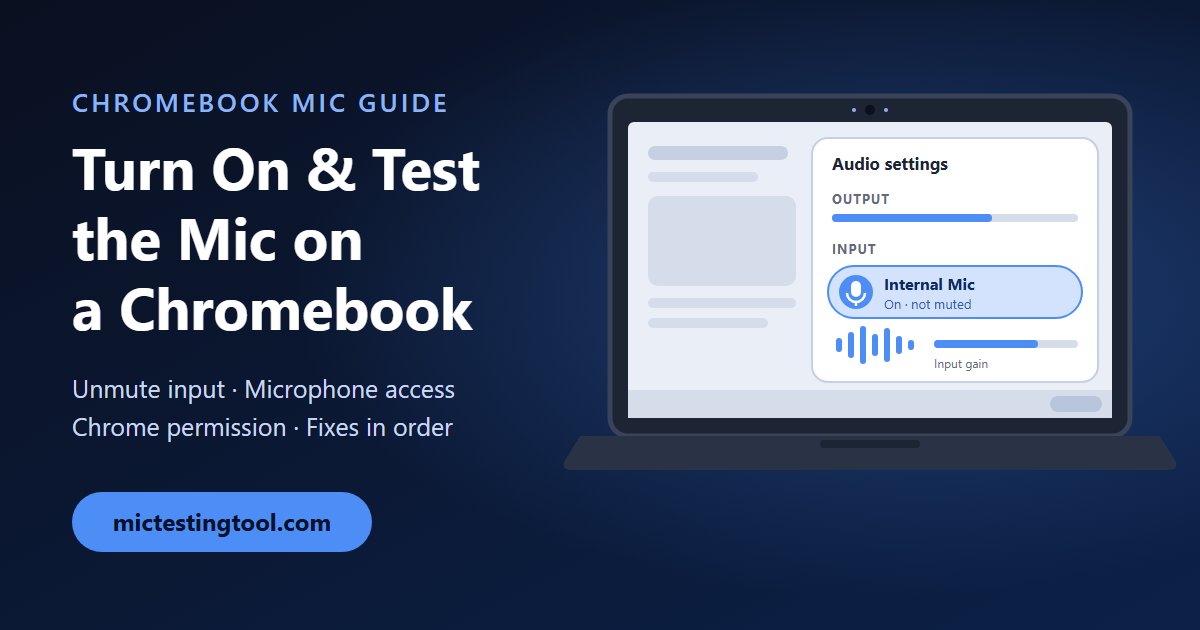 CHROMEBOOK MIC GUIDE
Turn On & Test
the Mic on
a Chromebook
Unmute input · Microphone access
Chrome permission · Fixes in order
mictestingtool.com
Audio settings
OUTPUT
INPUT
Internal Mic
On · not muted
Input gain